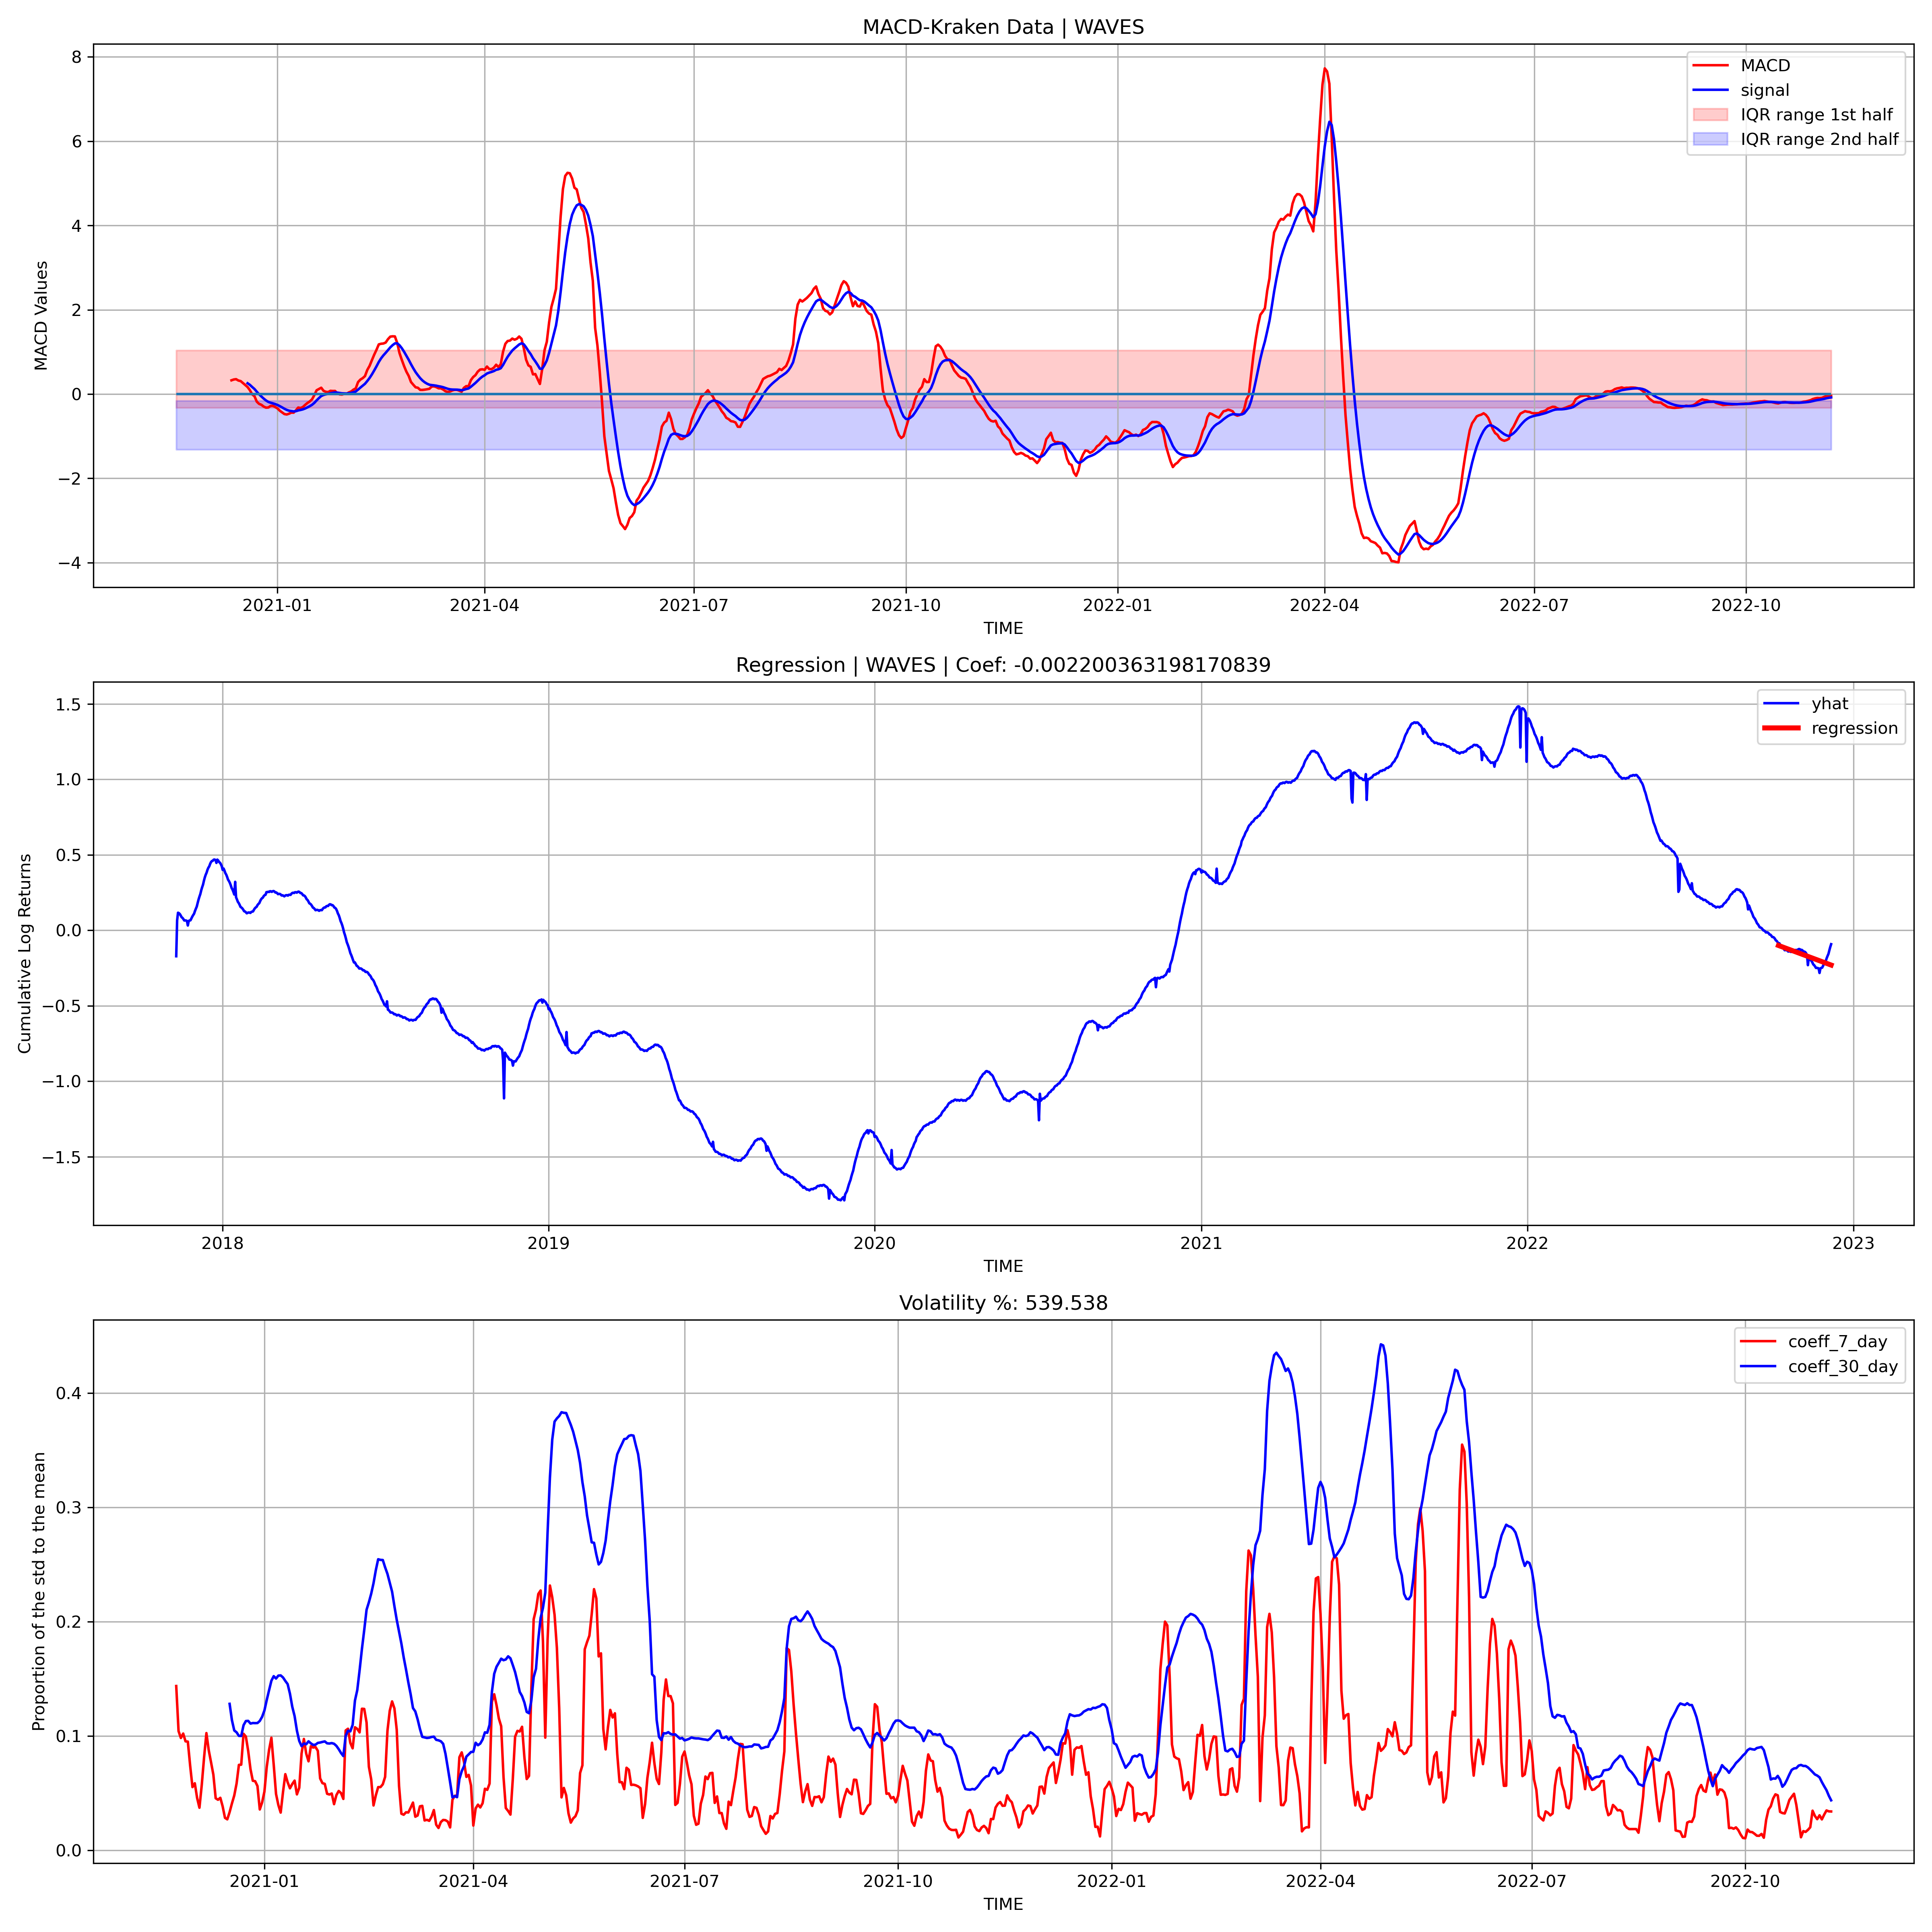 MACD-Kraken Data | WAVES
MACD
signal
IQR range 1st half
IQR range 2nd half
MACD Values
8
6
4
2
0
−2
−4
2021-01 2021-04 2021-07 2021-10 2022-01 2022-04 2022-07 2022-10
TIME
Regression | WAVES | Coef: -0.002200363198170839
yhat
regression
Cumulative Log Returns
1.5
1.0
0.5
0.0
−0.5
−1.0
−1.5
2018 2019 2020 2021 2022 2023
TIME
Volatility %: 539.538
coeff_7_day
coeff_30_day
Proportion of the std to the mean
0.4
0.3
0.2
0.1
0.0
2021-01 2021-04 2021-07 2021-10 2022-01 2022-04 2022-07 2022-10
TIME